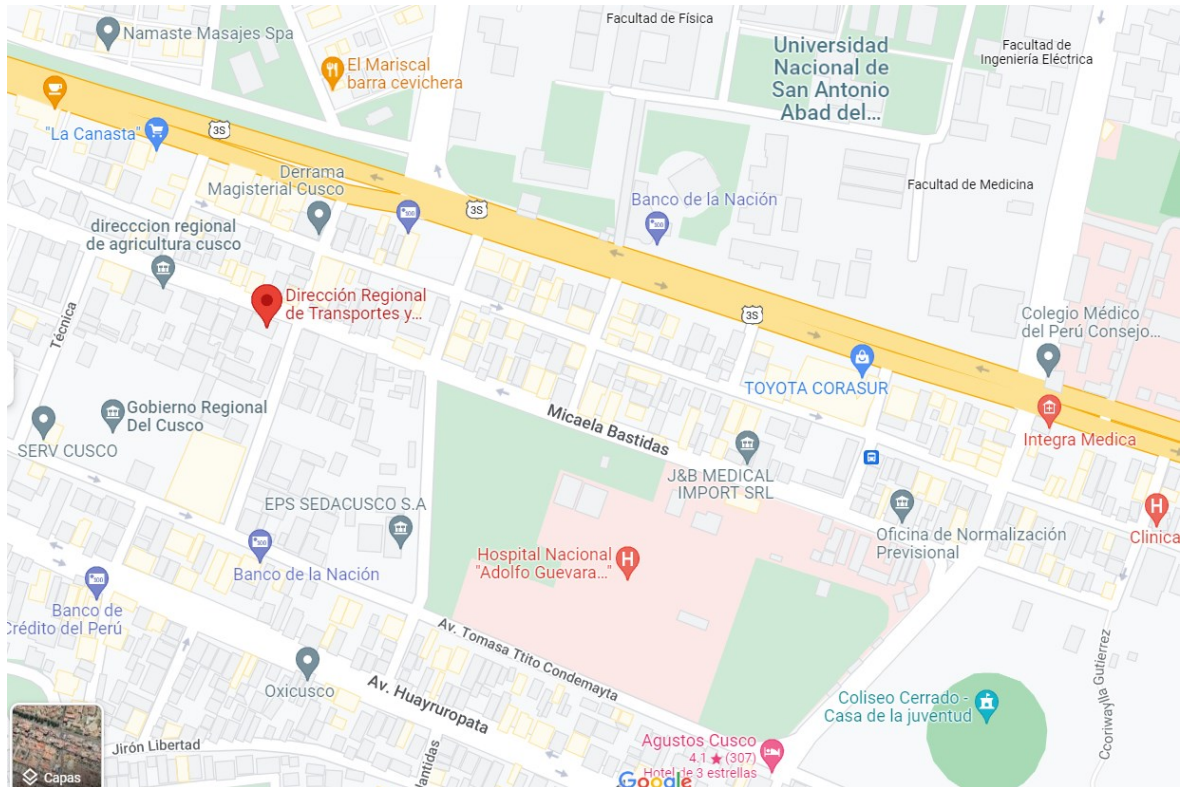 Namaste Masajes Spa
El Mariscal
barra cevichera
Facultad de Física
Universidad
Nacional de
San Antonio
Abad del...
Facultad de
Ingeniería Eléctrica
"La Canasta"
3S
Derrama
Magisterial Cusco
3S
Banco de la Nación
Facultad de Medicina
direcccion regional
de agricultura cusco
Dirección Regional
de Transportes y...
Técnica
3S
Colegio Médico
del Perú Consejo...
TOYOTA CORASUR
Micaela Bastidas
Integra Medica
Gobierno Regional
Del Cusco
SERV CUSCO
J&B MEDICAL
IMPORT SRL
EPS SEDACUSCO S.A
Oficina de Normalización
Previsional
H
Clinica
Hospital Nacional
"Adolfo Guevara..."
H
Banco de la Nación
Banco de
Crédito del Perú
Av. Tomasa Ttito Condemayta
Oxicusco
Av. Huayruropata
Ccoriwaylla Gutierrez
Coliseo Cerrado -
Casa de la juventud
Jirón Libertad
lantidas
Agustos Cusco
4.1 ★ (307)
Hotel de 3 estrellas
Capas
Google